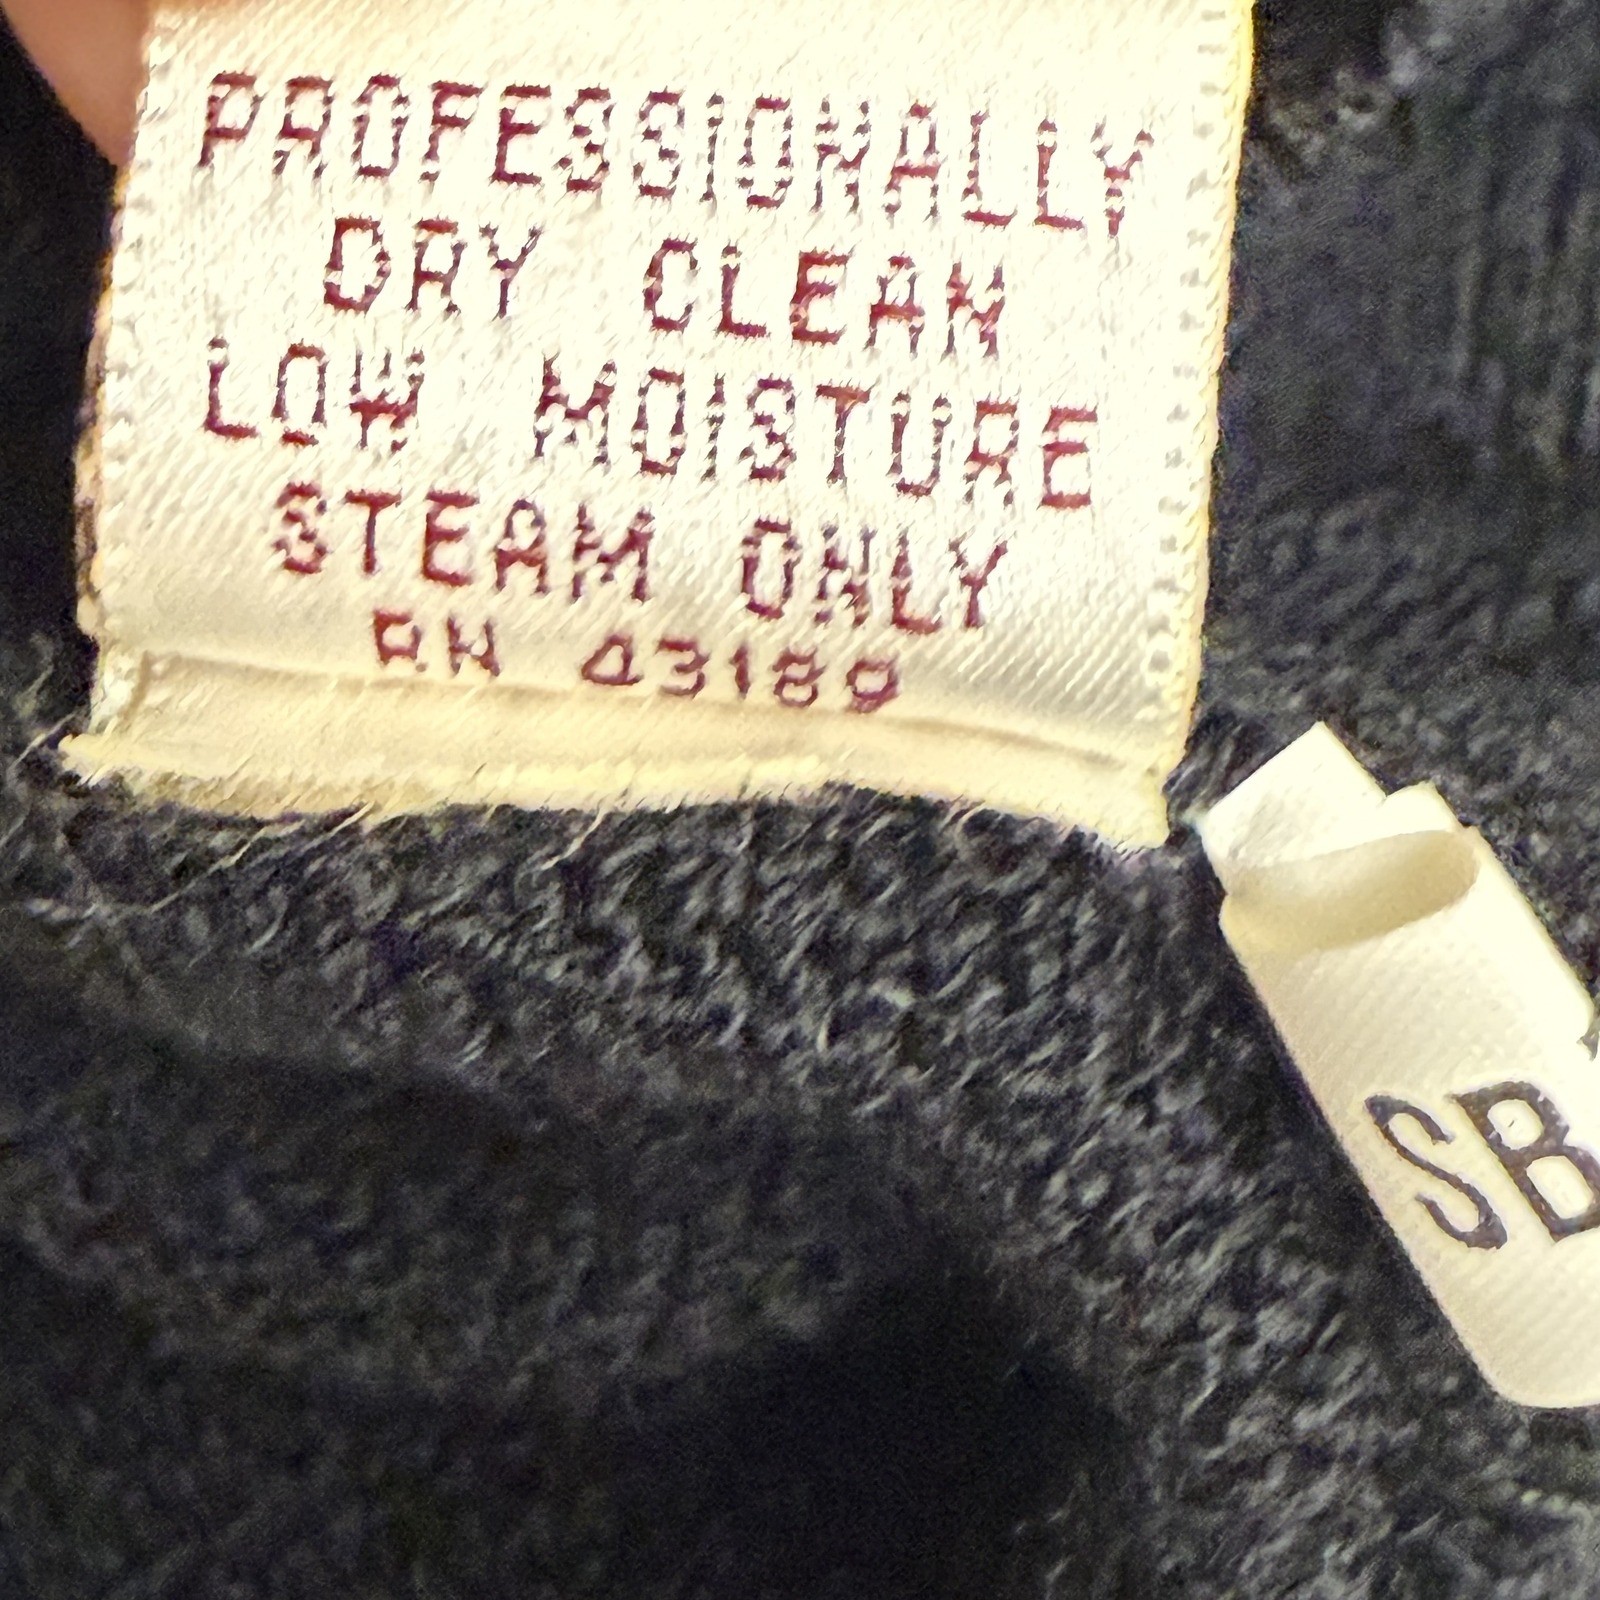 PROFESSIONALLY
DRY CLEAN
LOW MOISTURE
STEAM ONLY
RN 43189
SB